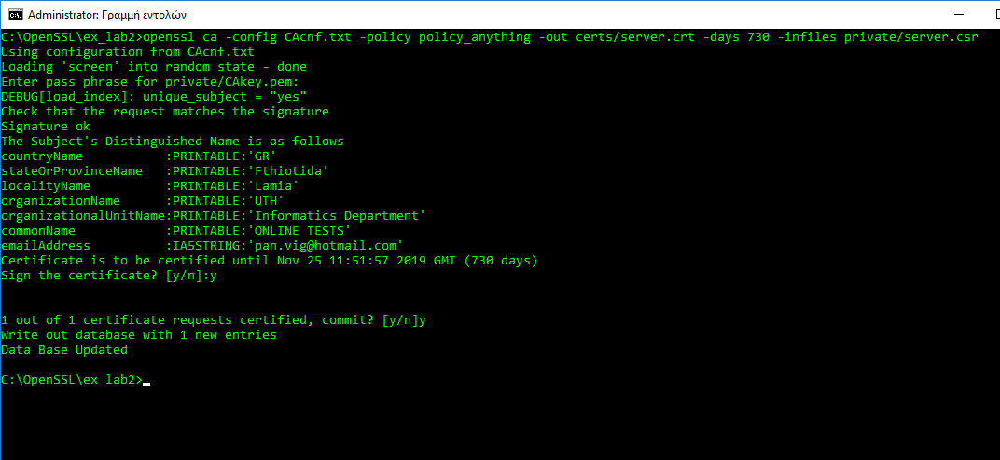 Administrator: Γραμμή εντολών
C:\OpenSSL\ex_lab2>openssl ca -config CAcnf.txt -policy policy_anything -out certs/server.crt -days 730 -infiles private/server.csr
Using configuration from CAcnf.txt
Loading 'screen' into random state - done
Enter pass phrase for private/CAkey.pem:
DEBUG[load_index]: unique_subject = "yes"
Check that the request matches the signature
Signature ok
The Subject's Distinguished Name is as follows
countryName           :PRINTABLE:'GR'
stateOrProvinceName   :PRINTABLE:'Fthiotida'
localityName          :PRINTABLE:'Lamia'
organizationName      :PRINTABLE:'UTH'
organizationalUnitName:PRINTABLE:'Informatics Department'
commonName            :PRINTABLE:'ONLINE TESTS'
emailAddress          :IA5STRING:'pan.vig@hotmail.com'
Certificate is to be certified until Nov 25 11:51:57 2019 GMT (730 days)
Sign the certificate? [y/n]:y
1 out of 1 certificate requests certified, commit? [y/n]y
Write out database with 1 new entries
Data Base Updated
C:\OpenSSL\ex_lab2>